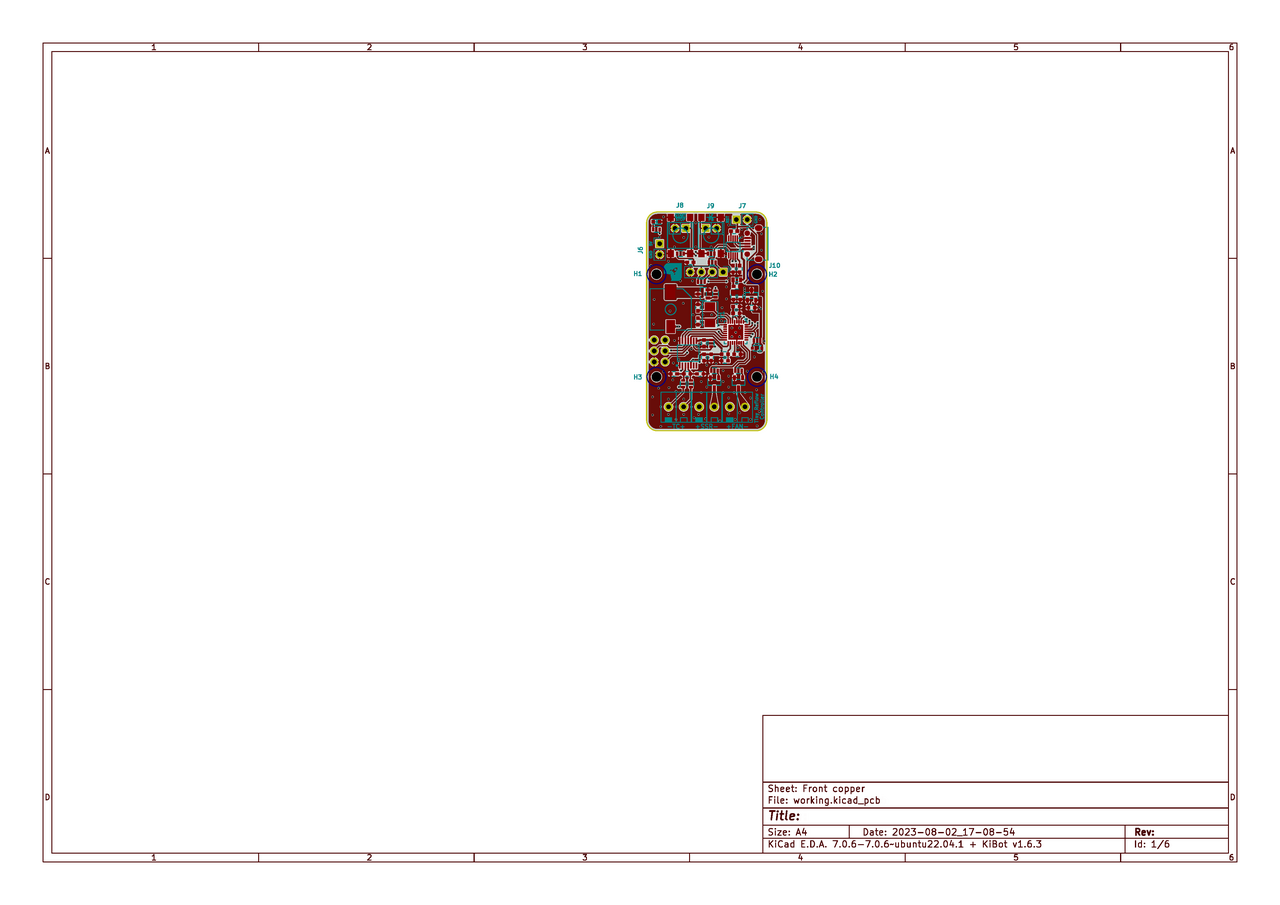 1 2 3 4 5 6
A A
J8 J9 J7
J6
J10
H1 H2
B B
H3 H4
-TC+ +SSR- +FAN-
C C
D D
Sheet: Front copper
File: working.kicad_pcb
Title:
Size: A4 Date: 2023-08-02_17-08-54 Rev:
KiCad E.D.A. 7.0.6-7.0.6~ubuntu22.04.1 + KiBot v1.6.3 Id: 1/6
1 2 3 4 5 6